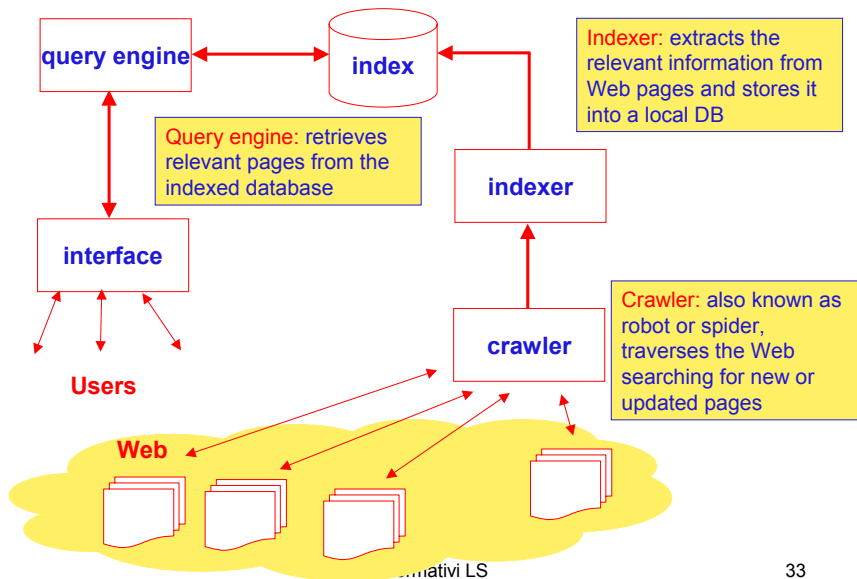 query engine
index
Indexer: extracts the
relevant information from
Web pages and stores it
into a local DB
Query engine: retrieves
relevant pages from the
indexed database
indexer
interface
Crawler: also known as
robot or spider,
traverses the Web
searching for new or
updated pages
crawler
Users
Web
LS
33